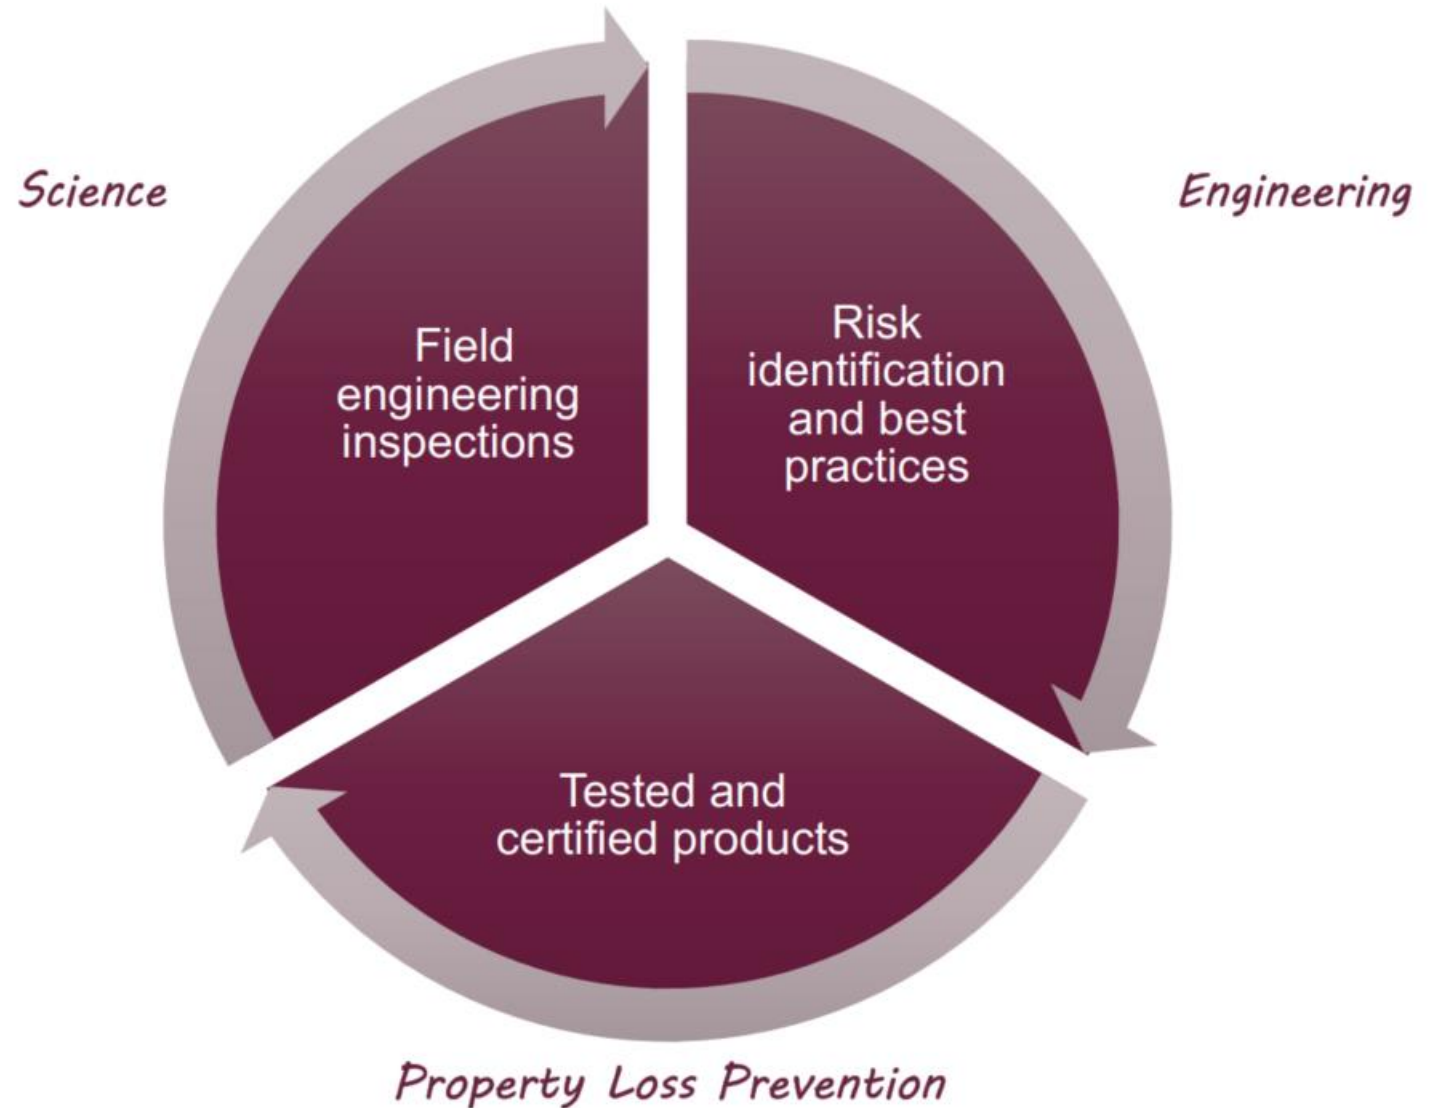 Science
Engineering
Field
engineering
inspections
Risk
identification
and best
practices
Tested and
certified products
Property Loss Prevention